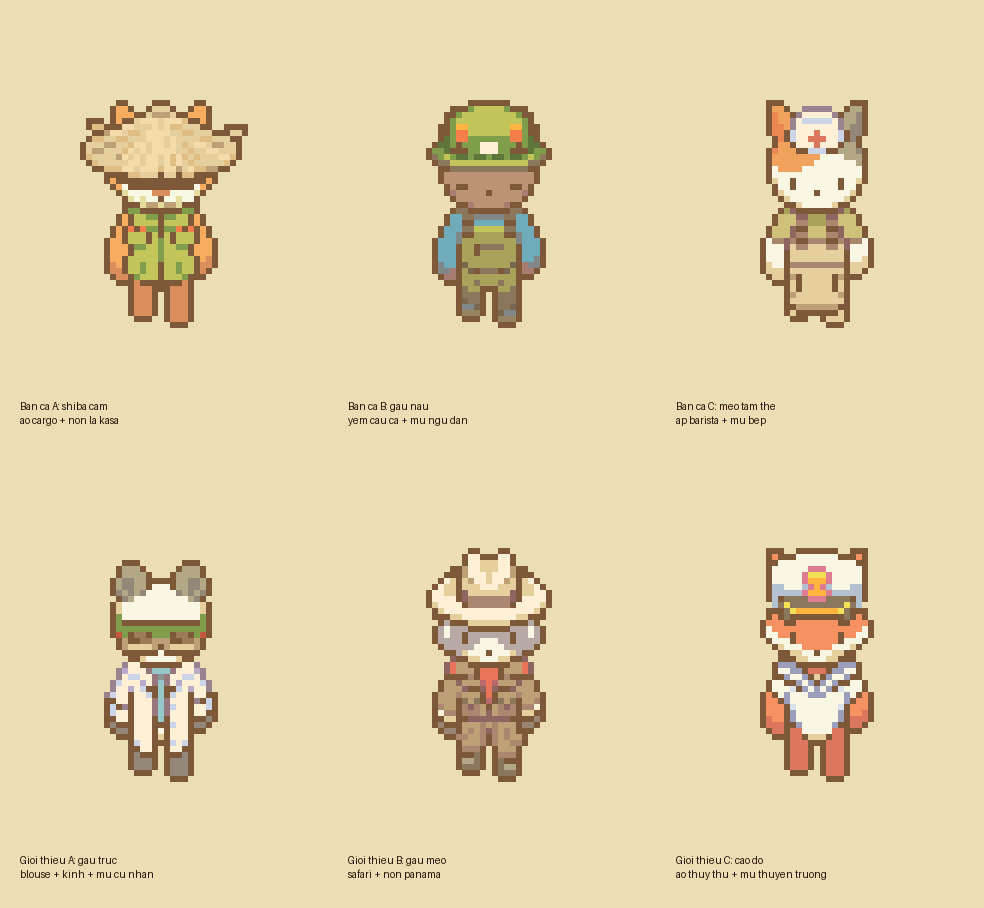 Ban ca A: shiba cam
ao cargo + non la kasa
Ban ca B: gau nau
yem cau ca + mu ngu dan
Ban ca C: meo tam the
ap barista + mu bep
Gioi thieu A: gau truc
blouse + kinh + mu cu nhan
Gioi thieu B: gau meo
safari + non panama
Gioi thieu C: cao do
ao thuy thu + mu thuyen truong